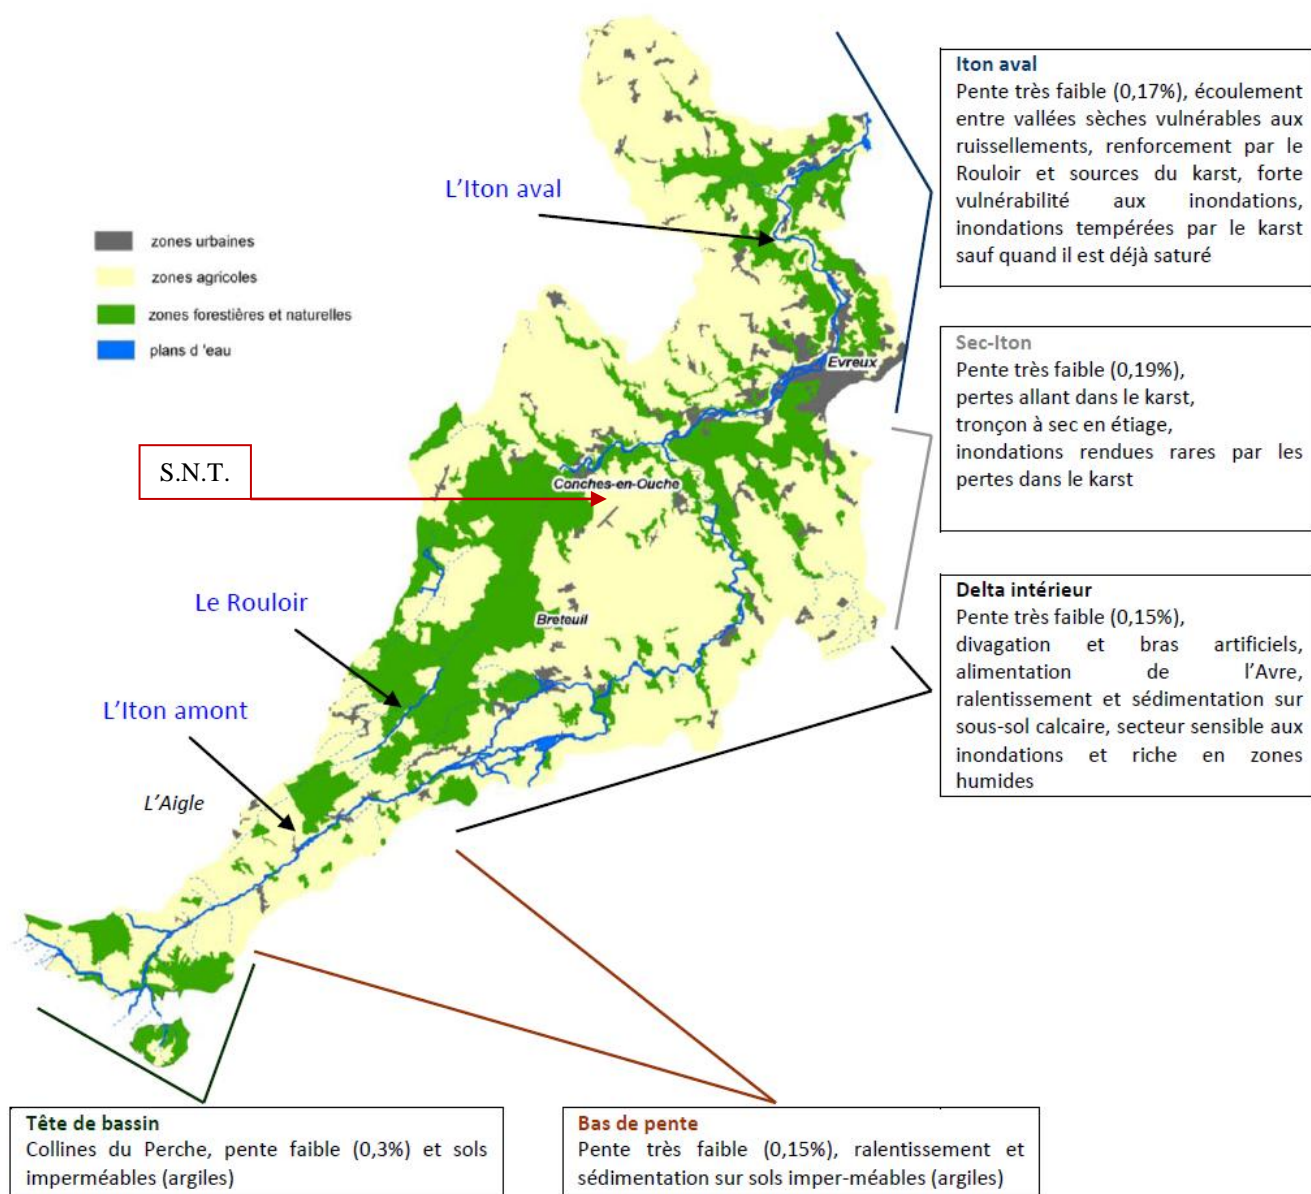 Iton aval
Pente très faible (0,17%), écoulement
entre vallées sèches vulnérables aux
ruissellements, renforcement par le
Rouloir et sources du karst, forte
vulnérabilité aux inondations,
inondations tempérées par le karst
sauf quand il est déjà saturé
L'Iton aval
zones urbaines
zones agricoles
zones forestières et naturelles
plans d 'eau
Evreux
Sec-Iton
Pente très faible (0,19%),
pertes allant dans le karst,
tronçon à sec en étiage,
inondations rendues rares par les
pertes dans le karst
S.N.T.
Conches-en-Ouche
Le Rouloir
Breteuil
Delta intérieur
Pente très faible (0,15%),
divagation et bras artificiels,
alimentation de l'Avre,
ralentissement et sédimentation sur
sous-sol calcaire, secteur sensible aux
inondations et riche en zones
humides
L'Iton amont
L'Aigle
Tête de bassin
Collines du Perche, pente faible (0,3%) et sols
imperméables (argiles)
Bas de pente
Pente très faible (0,15%), ralentissement et
sédimentation sur sols imper-méables (argiles)